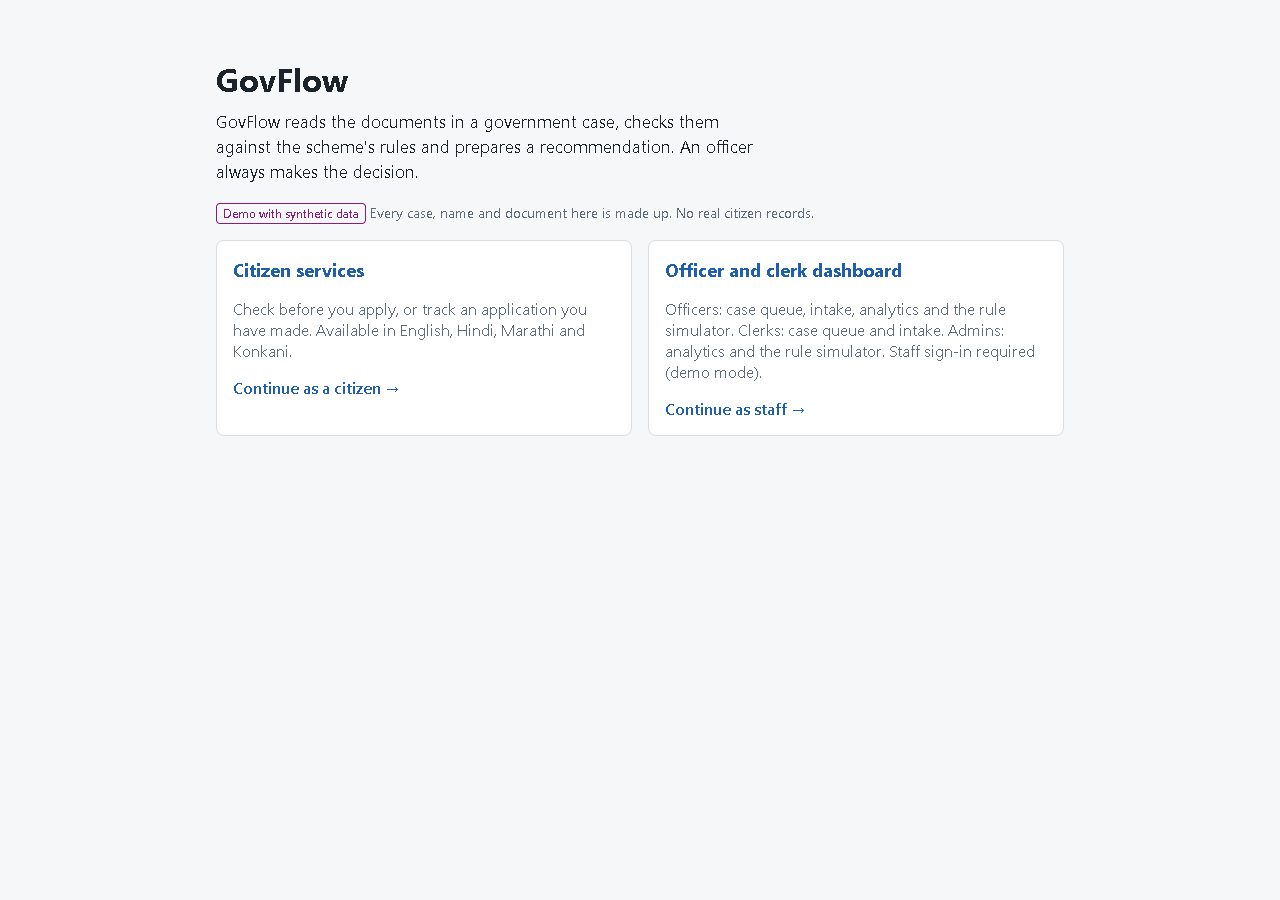 GovFlow
GovFlow reads the documents in a government case, checks them
against the scheme's rules and prepares a recommendation. An officer
always makes the decision.
Demo with synthetic data Every case, name and document here is made up. No real citizen records.
Citizen services
Check before you apply, or track an application you
have made. Available in English, Hindi, Marathi and
Konkani.
Continue as a citizen →
Officer and clerk dashboard
Officers: case queue, intake, analytics and the rule
simulator. Clerks: case queue and intake. Admins:
analytics and the rule simulator. Staff sign-in required
(demo mode).
Continue as staff →